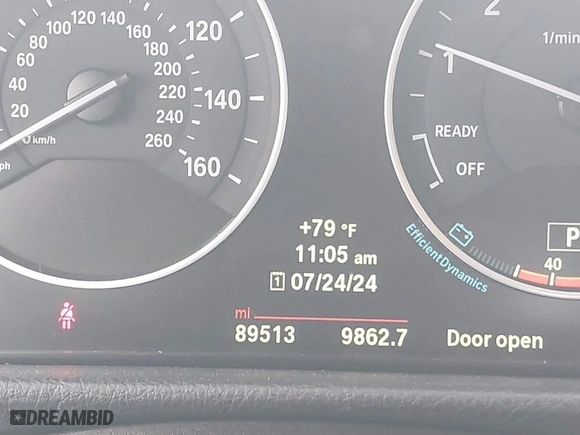 120 140 160 180 200 220 240 260
100
80
60
40
20
0 km/h
ph
120
140
160
2
1
1/min
READY
OFF
EfficientDynamics
P
40
+79 °F
11:05 am
1 07/24/24
mi
89513 9862.7 Door open
DREAMBID